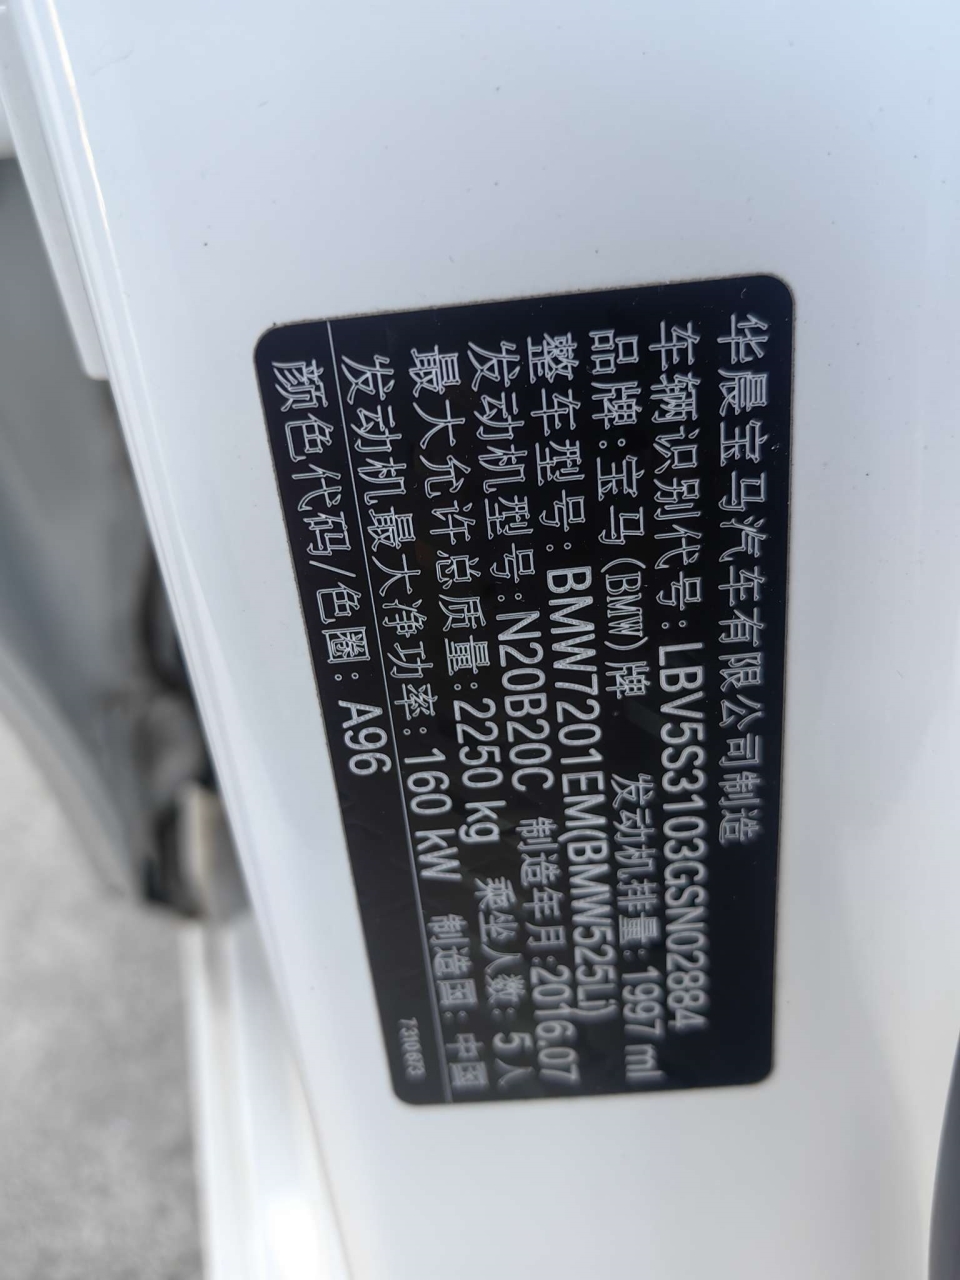 华晨宝马汽车有限公司制造
车辆识别代号:LBV5S3103GSN02884
品牌:宝马(BMW)牌 发动机排量:1997 ml
整车型号:BMW7201EM(BMW525Li)
发动机型号:N20B20C 制造年月:2016.07
最大允许总质量:2250 kg 乘坐人数: 5人
发动机最大净功率:160 kW 制造国: 中国
颜色代码/色圈: A96 7310673